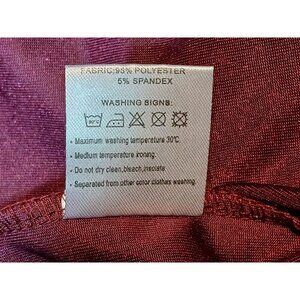 FABRIC:95% POLYESTER
5% SPANDEX
WASHING SIGNS:
• Maximum washing temperature 30℃.
• Medium temperature ironing.
• Do not dry clean,bleach,insolate
• Separated from other color clothes washing.